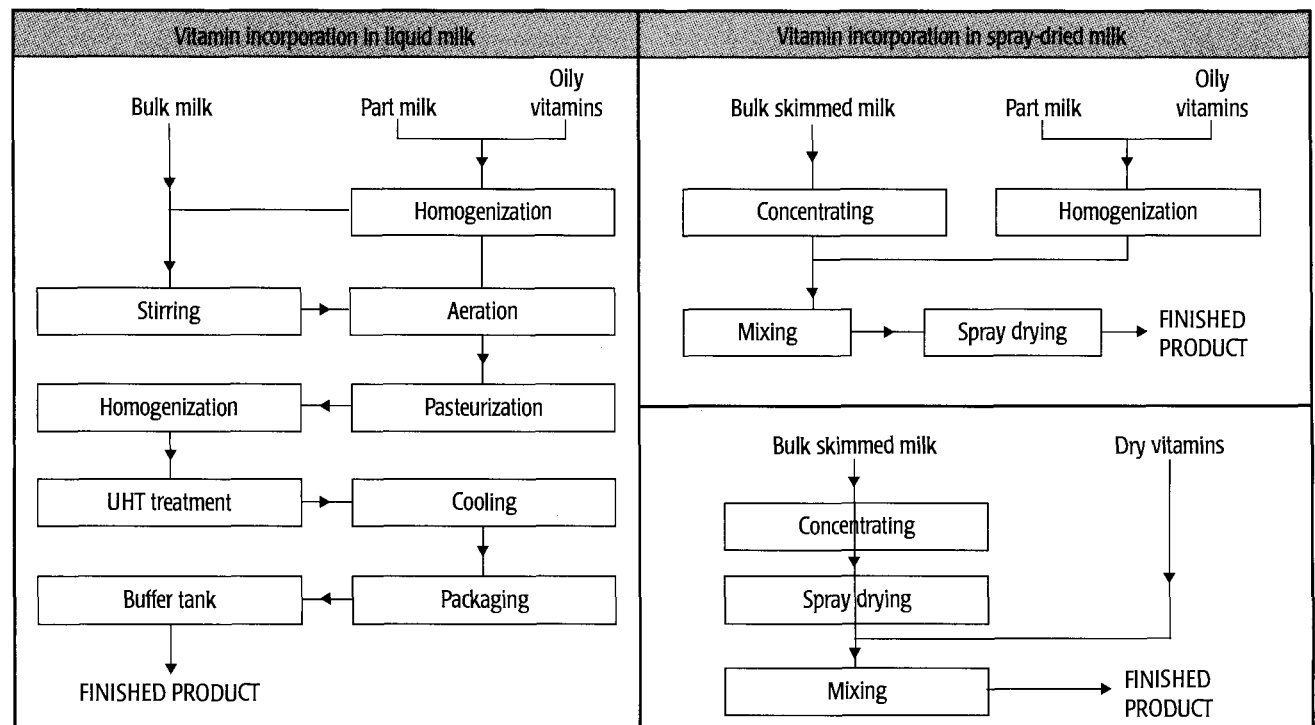 Vitamin incorporation in liquid milk
Bulk milk
Part milk
Oily
vitamins
Homogenization
Stirring
Aeration
Homogenization
Pasteurization
UHT treatment
Cooling
Buffer tank
Packaging
FINISHED PRODUCT
Vitamin incorporation in spray-dried milk
Bulk skimmed milk
Part milk
Oily
vitamins
Concentrating
Homogenization
Mixing
Spray drying
FINISHED
PRODUCT
Bulk skimmed milk
Dry vitamins
Concentrating
Spray drying
Mixing
FINISHED
PRODUCT